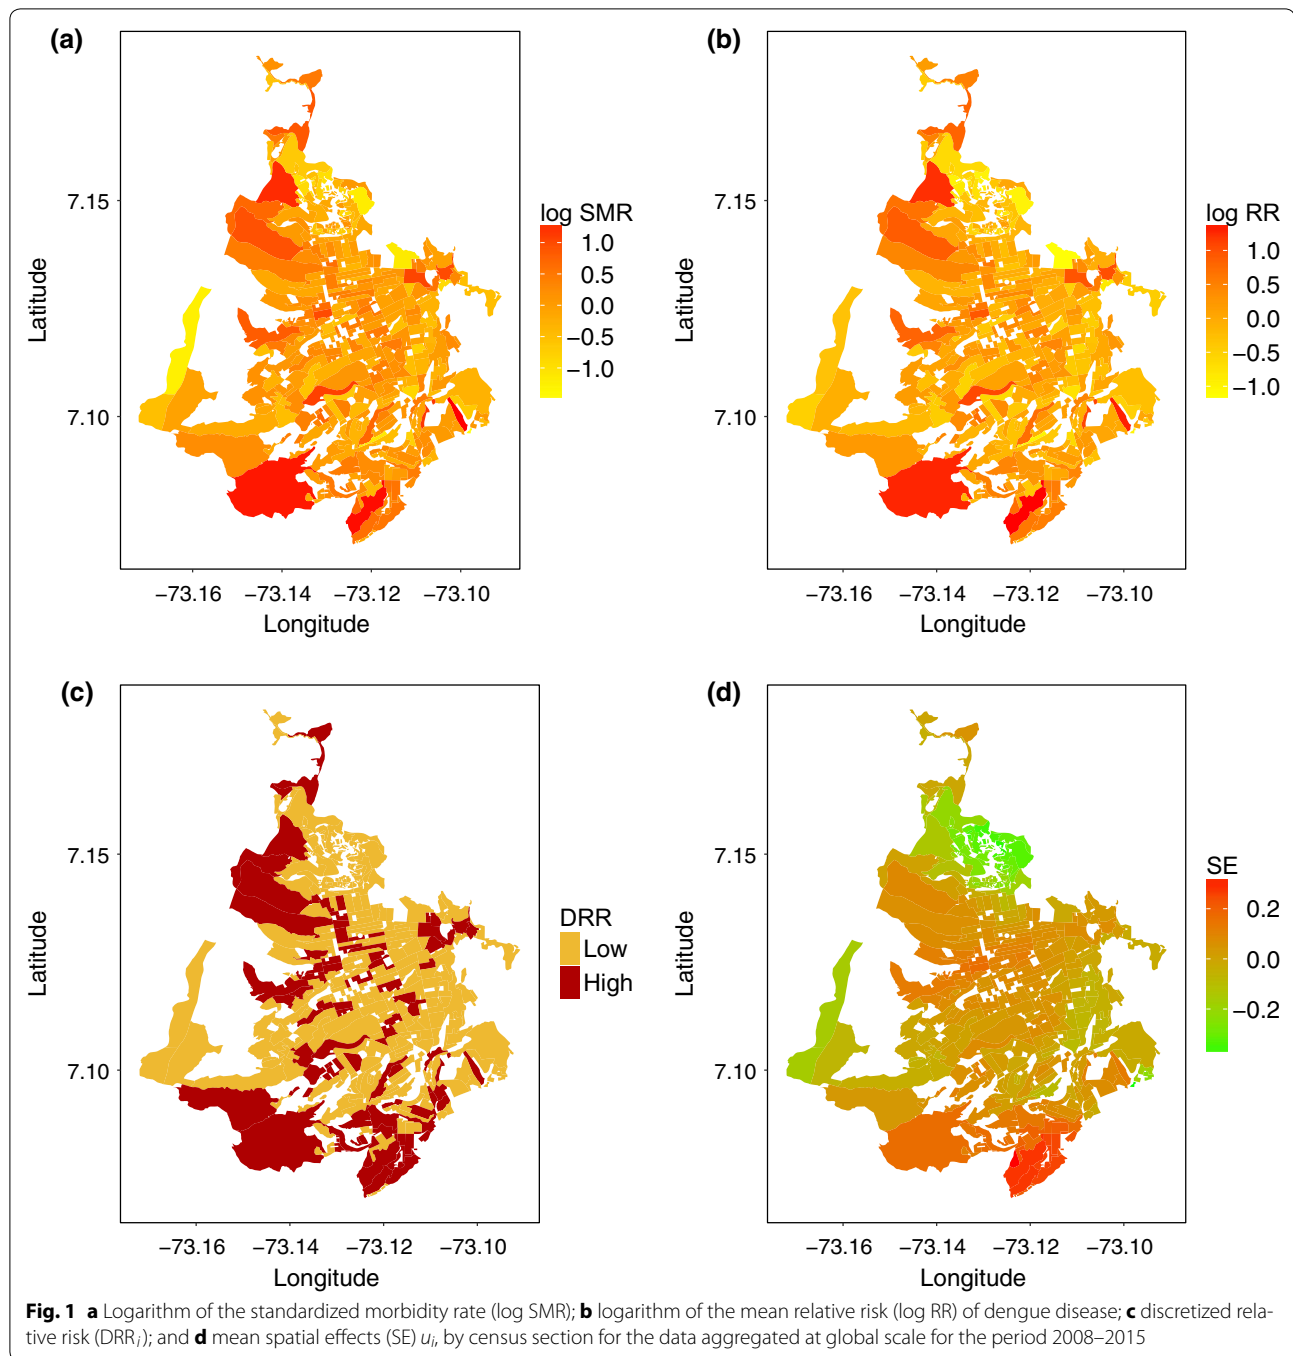 (a)
7.15
7.10
Latitude
−73.16 −73.14 −73.12 −73.10
Longitude
log SMR
1.0
0.5
0.0
−0.5
−1.0
(b)
7.15
7.10
Latitude
−73.16 −73.14 −73.12 −73.10
Longitude
log RR
1.0
0.5
0.0
−0.5
−1.0
(c)
7.15
7.10
Latitude
−73.16 −73.14 −73.12 −73.10
Longitude
DRR
Low
High
(d)
7.15
7.10
Latitude
−73.16 −73.14 −73.12 −73.10
Longitude
SE
0.2
0.0
−0.2
Fig. 1 a Logarithm of the standardized morbidity rate (log SMR); b logarithm of the mean relative risk (log RR) of dengue disease; c discretized rela-
tive risk (DRRi); and d mean spatial effects (SE) ui, by census section for the data aggregated at global scale for the period 2008–2015